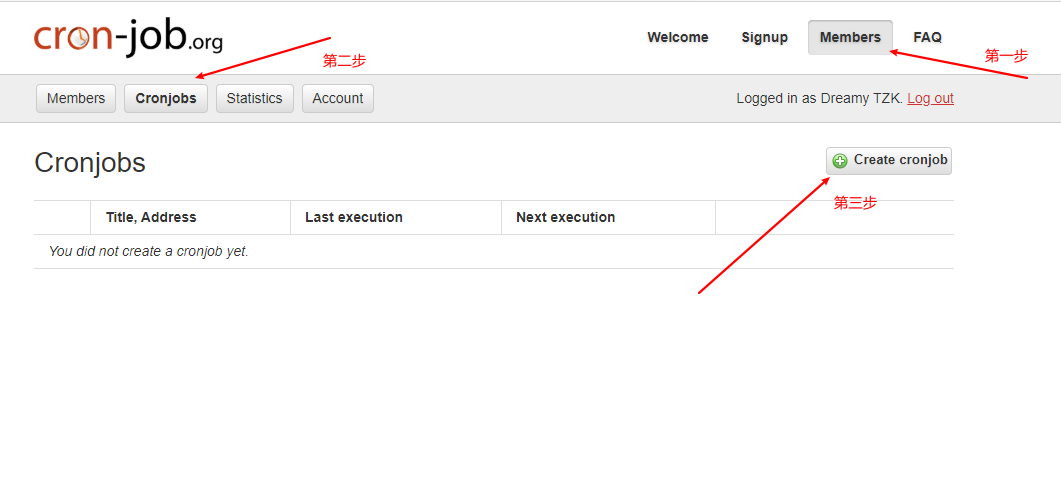 cron-job.org
Welcome Signup Members FAQ
第一步
第二步
Members Cronjobs Statistics Account
Logged in as Dreamy TZK. Log out
Cronjobs
Create cronjob
第三步
Title, Address Last execution Next execution
You did not create a cronjob yet.